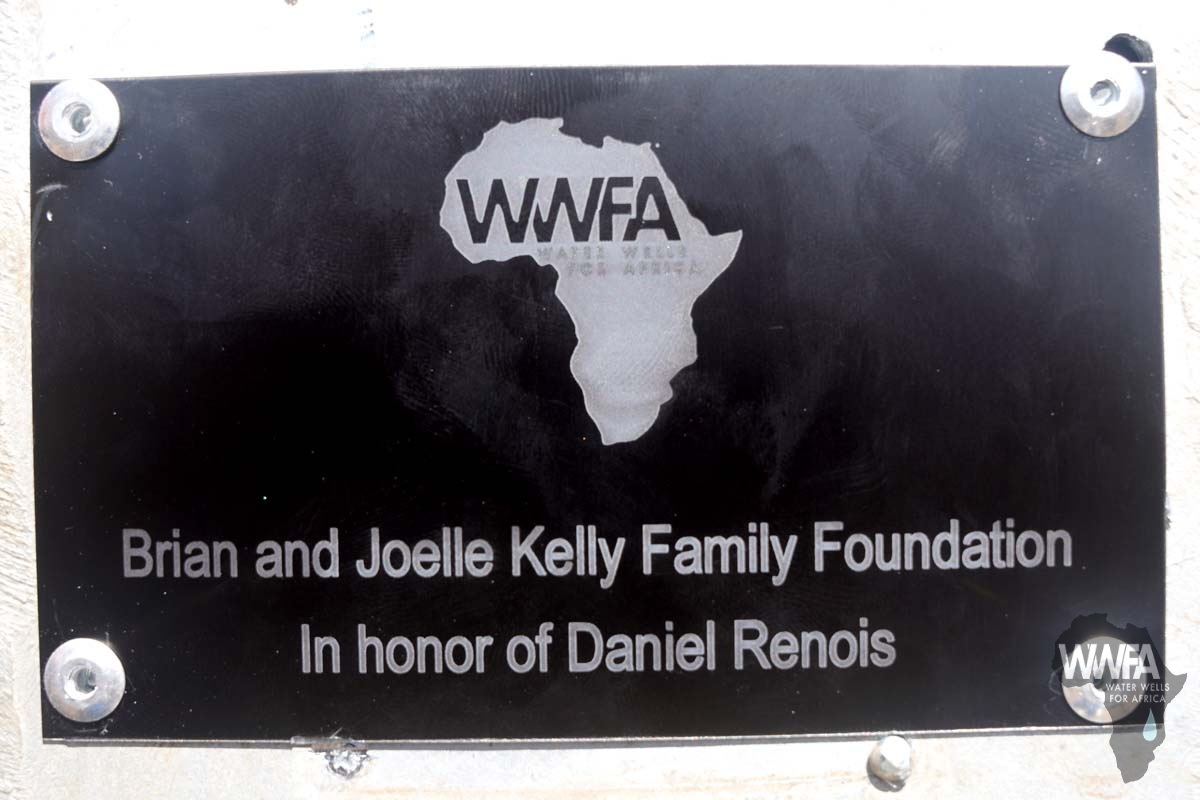 WWFA
WATER WELLS
FOR AFRICA
Brian and Joelle Kelly Family Foundation
In honor of Daniel Renois
WWFA
WATER WELLS
FOR AFRICA